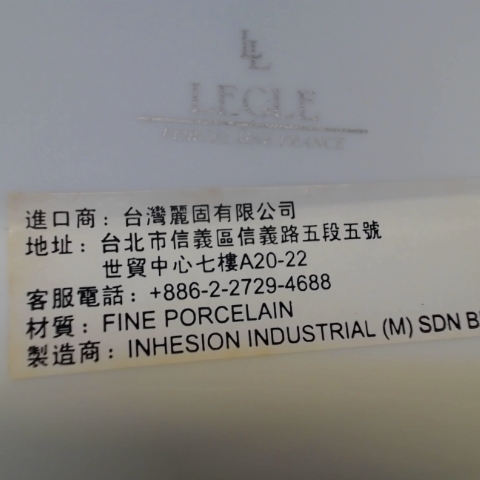 LL
LECLE
進口商：台灣麗固有限公司
地址：台北市信義區信義路五段五號
世貿中心七樓A20-22
客服電話：+886-2-2729-4688
材質：FINE PORCELAIN
製造商：INHESION INDUSTRIAL (M) SDN B